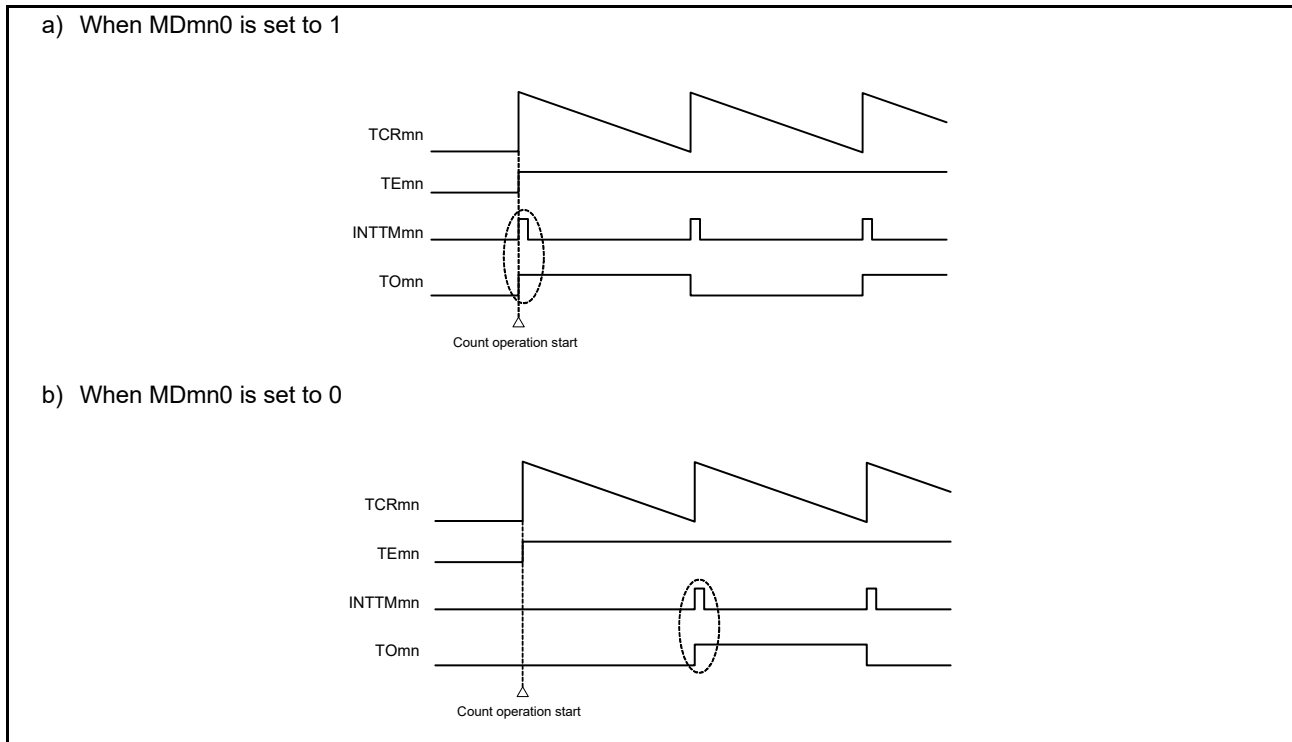 a) When MDmn0 is set to 1
TCRmn
TEmn
INTTMmn
TOmn
Count operation start
b) When MDmn0 is set to 0
TCRmn
TEmn
INTTMmn
TOmn
Count operation start